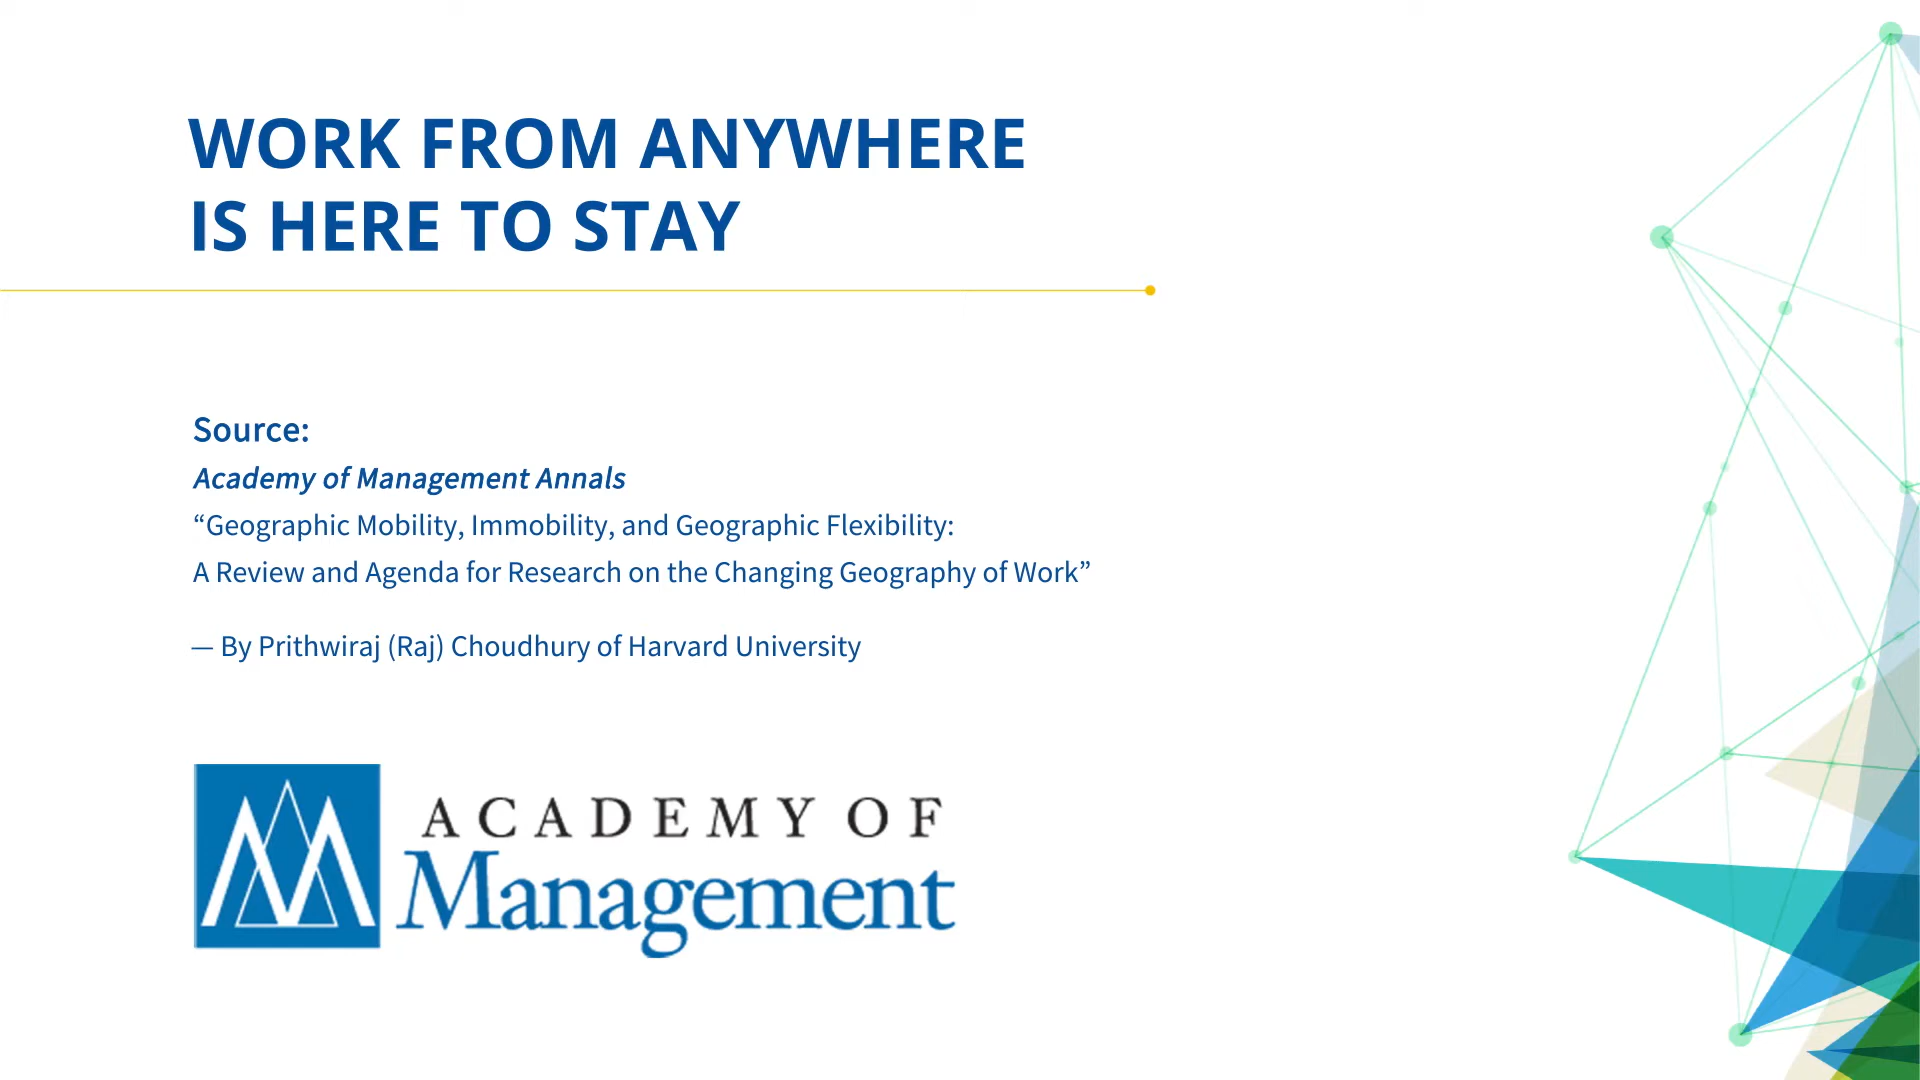 WORK FROM ANYWHERE
IS HERE TO STAY
Source:
Academy of Management Annals
“Geographic Mobility, Immobility, and Geographic Flexibility:
A Review and Agenda for Research on the Changing Geography of Work”
— By Prithwiraj (Raj) Choudhury of Harvard University
ACADEMY OF
Management